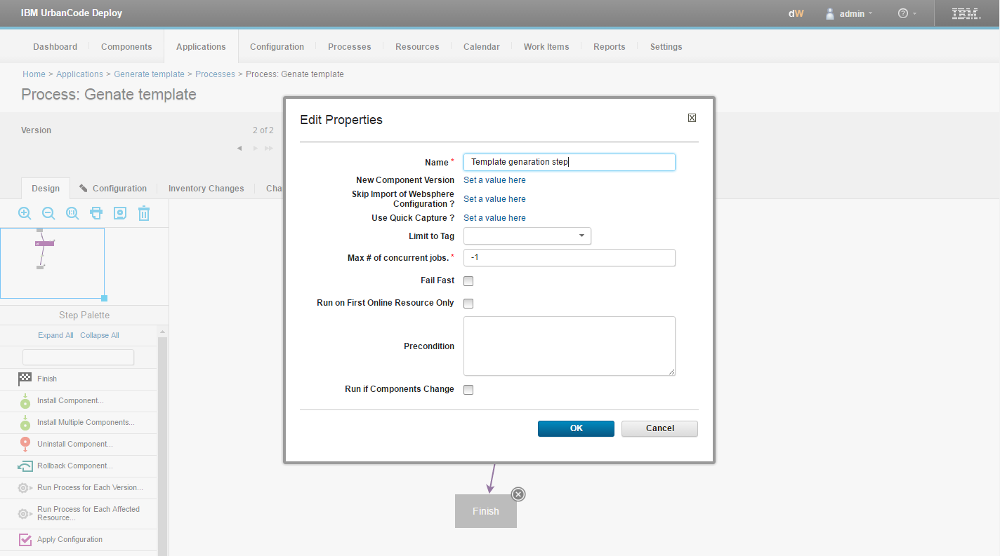 IBM UrbanCode Deploy
dW admin IBM
Dashboard Components Applications Configuration Processes Resources Calendar Work Items Reports Settings
Home > Applications > Generate template > Processes > Process: Genate template
Process: Genate template
Version 2 of 2
Design Configuration Inventory Changes Cha
Step Palette
Expand All Collapse All
Finish
Install Component...
Install Multiple Components...
Uninstall Component...
Rollback Component...
Run Process for Each Version...
Run Process for Each Affected
Resource...
Apply Configuration
Edit Properties
Name * Template genaration step
New Component Version Set a value here
Skip Import of Websphere
Configuration ? Set a value here
Use Quick Capture ? Set a value here
Limit to Tag
Max # of concurrent jobs. * -1
Fail Fast
Run on First Online Resource Only
Precondition
Run if Components Change
OK Cancel
Finish